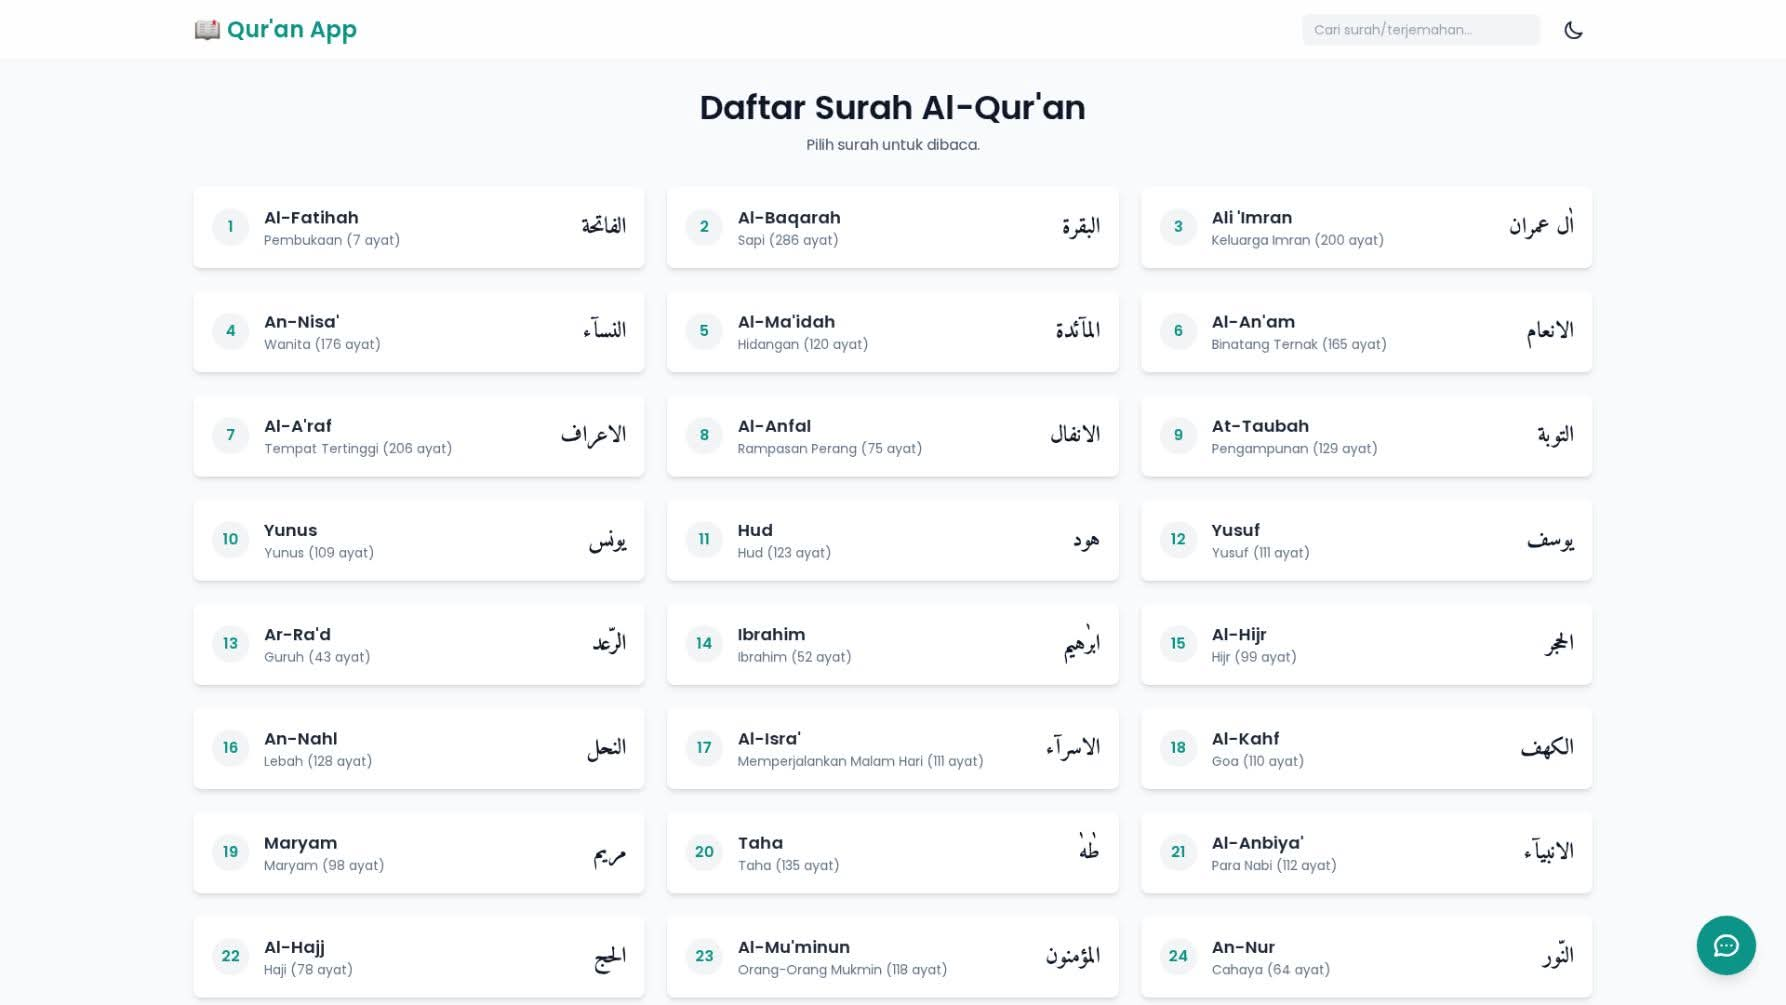 Qur'an App
Cari surah/terjemahan...
Daftar Surah Al-Qur'an
Pilih surah untuk dibaca.
1
Al-Fatihah
Pembukaan (7 ayat)
الفاتحة
2
Al-Baqarah
Sapi (286 ayat)
البقرة
3
Ali 'Imran
Keluarga Imran (200 ayat)
اٰل عمران
4
An-Nisa'
Wanita (176 ayat)
النسآء
5
Al-Ma'idah
Hidangan (120 ayat)
المآئدة
6
Al-An'am
Binatang Ternak (165 ayat)
الانعام
7
Al-A'raf
Tempat Tertinggi (206 ayat)
الاعراف
8
Al-Anfal
Rampasan Perang (75 ayat)
الانفال
9
At-Taubah
Pengampunan (129 ayat)
التوبة
10
Yunus
Yunus (109 ayat)
يونس
11
Hud
Hud (123 ayat)
هود
12
Yusuf
Yusuf (111 ayat)
يوسف
13
Ar-Ra'd
Guruh (43 ayat)
الرّعد
14
Ibrahim
Ibrahim (52 ayat)
ابرٰهيم
15
Al-Hijr
Hijr (99 ayat)
الحجر
16
An-Nahl
Lebah (128 ayat)
النحل
17
Al-Isra'
Memperjalankan Malam Hari (111 ayat)
الاسرآء
18
Al-Kahf
Goa (110 ayat)
الكهف
19
Maryam
Maryam (98 ayat)
مريم
20
Taha
Taha (135 ayat)
طٰهٰ
21
Al-Anbiya'
Para Nabi (112 ayat)
الانبيآء
22
Al-Hajj
Haji (78 ayat)
الحج
23
Al-Mu'minun
Orang-Orang Mukmin (118 ayat)
المؤمنون
24
An-Nur
Cahaya (64 ayat)
النّور